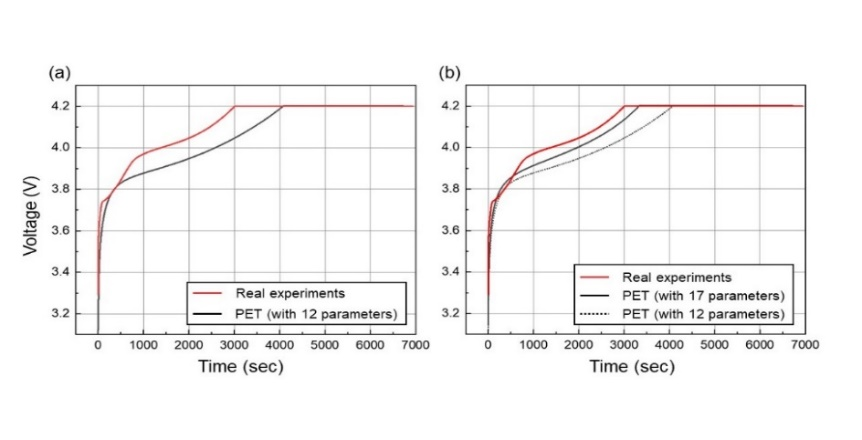 (a)
4.2
4.0
3.8
3.6
3.4
3.2
Voltage (V)
Real experiments
PET (with 12 parameters)
0 1000 2000 3000 4000 5000 6000 7000
Time (sec)
(b)
4.2
4.0
3.8
3.6
3.4
3.2
Real experiments
PET (with 17 parameters)
PET (with 12 parameters)
0 1000 2000 3000 4000 5000 6000 7000
Time (sec)